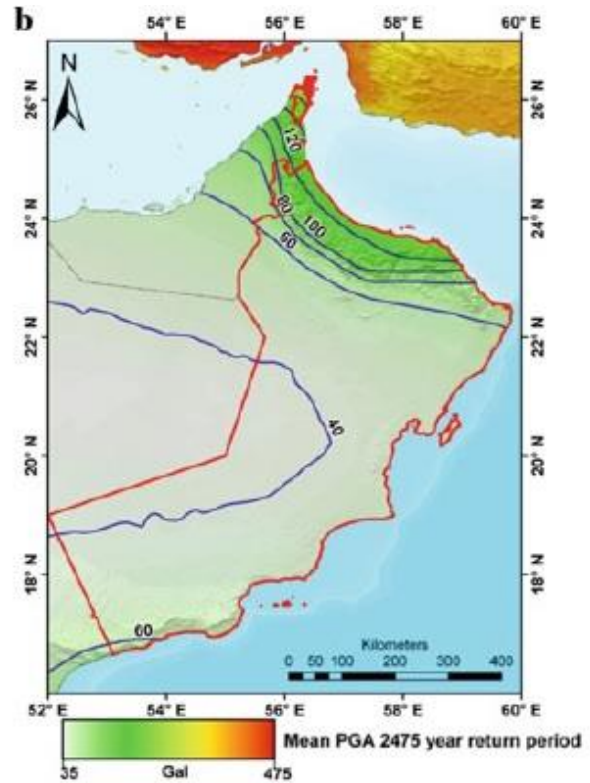 b
54° E 56° E 58° E 60° E
N
26° N 26° N
120
24° N 24° N
80 100
60
22° N 22° N
40
20° N 20° N
18° N 18° N
60
Kilometers
0 50 100 200 300 400
52° E 54° E 56° E 58° E 60° E
Mean PGA 2475 year return period
35 Gal 475